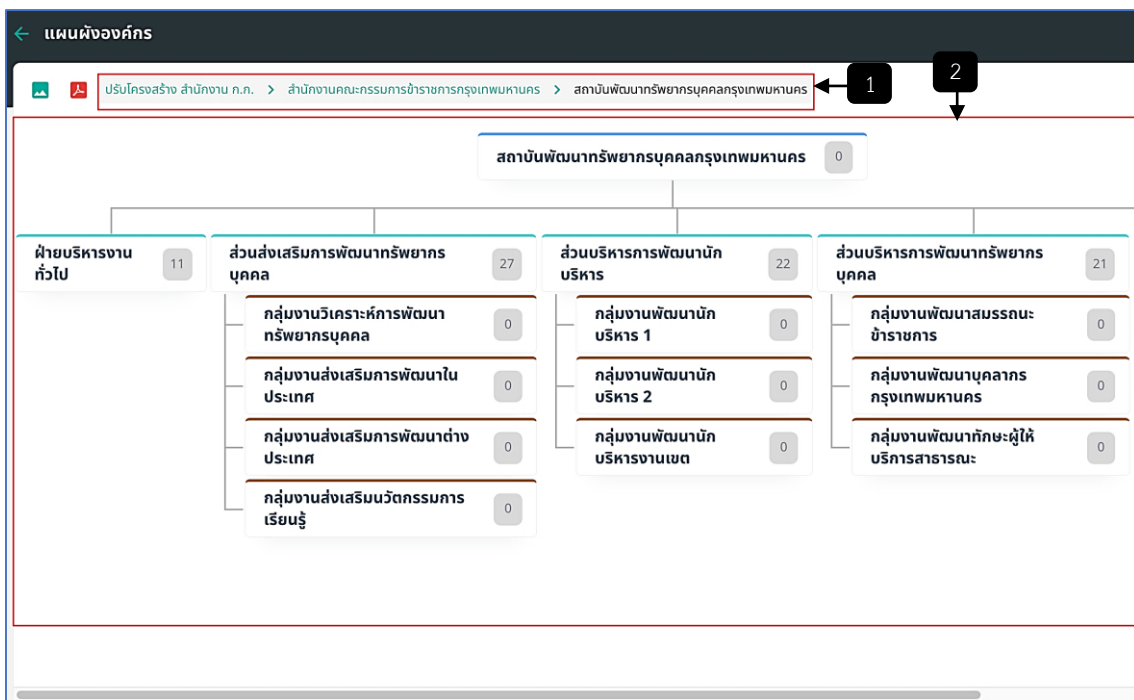 แผนผังองค์กร
ปรับโครงสร้าง สำนักงาน ก.ก. > สำนักงานคณะกรรมการข้าราชการกรุงเทพมหานคร > สถาบันพัฒนาทรัพยากรบุคคลกรุงเทพมหานคร
1
2
สถาบันพัฒนาทรัพยากรบุคคลกรุงเทพมหานคร 0
ฝ่ายบริหารงาน
ทั่วไป
11
ส่วนส่งเสริมการพัฒนาทรัพยากร
บุคคล
27
กลุ่มงานวิเคราะห์การพัฒนา
ทรัพยากรบุคคล
0
กลุ่มงานส่งเสริมการพัฒนาใน
ประเทศ
0
กลุ่มงานส่งเสริมการพัฒนาต่าง
ประเทศ
0
กลุ่มงานส่งเสริมนวัตกรรมการ
เรียนรู้
0
ส่วนบริหารการพัฒนานัก
บริหาร
22
กลุ่มงานพัฒนานัก
บริหาร 1
0
กลุ่มงานพัฒนานัก
บริหาร 2
0
กลุ่มงานพัฒนานัก
บริหารงานเขต
0
ส่วนบริหารการพัฒนาทรัพยากร
บุคคล
21
กลุ่มงานพัฒนาสมรรถนะ
ข้าราชการ
0
กลุ่มงานพัฒนาบุคลากร
กรุงเทพมหานคร
0
กลุ่มงานพัฒนาทักษะผู้ให้
บริการสาธารณะ
0